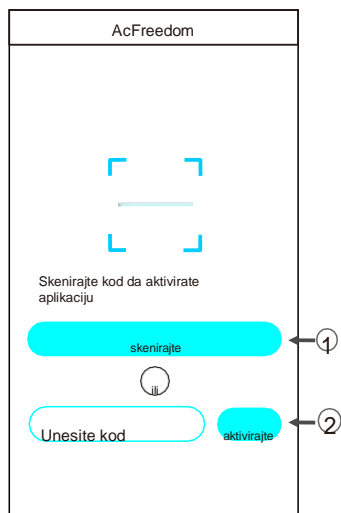 AcFreedom
Skenirajte kod da aktivirate
aplikaciju
skenirajte
1
ili
Unesite kod
aktivirajte
2